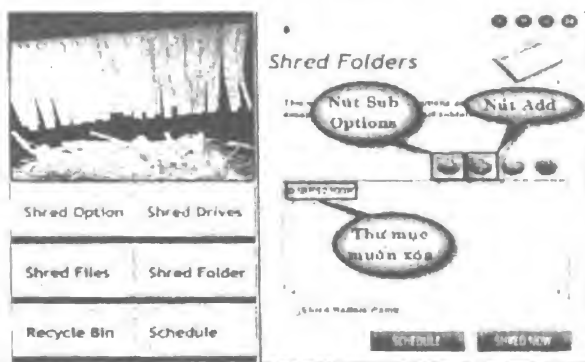 Shred Folders
Nút Sub
Options
Nút Add
Thư mục
muốn xóa
Shred Option
Shred Drives
Shred Files
Shred Folder
Recycle Bin
Schedule
SCHEDULE
SHRED NOW